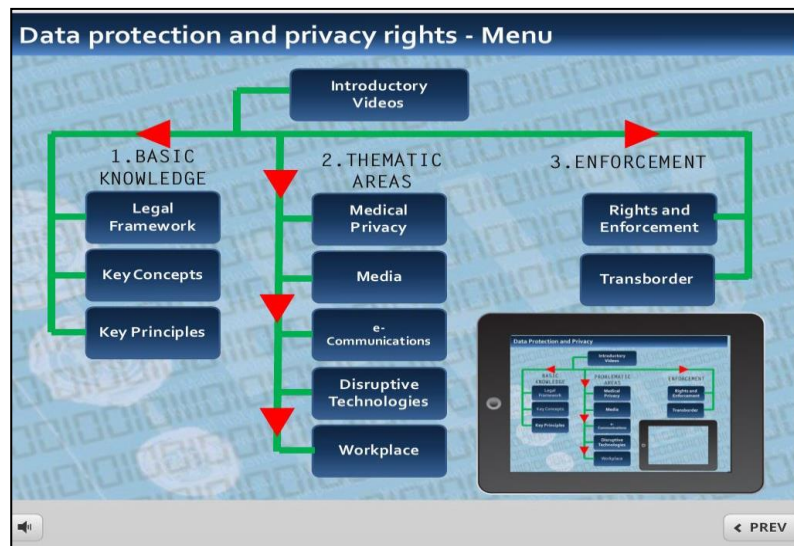 Data protection and privacy rights - Menu
Introductory
Videos
1.BASIC
KNOWLEDGE
Legal
Framework
Key Concepts
Key Principles
2.THEMATIC
AREAS
Medical
Privacy
Media
e-
Communications
Disruptive
Technologies
Workplace
3.ENFORCEMENT
Rights and
Enforcement
Transborder
Data Protection and Privacy
Introductory
Videos
BASIC
KNOWLEDGE
Legal
Framework
Key Concepts
Key Principles
PROBLEMATIC
AREAS
Medical
Privacy
Media
e-
Communications
Disruptive
Technologies
Workplace
ENFORCEMENT
Rights and
Enforcement
Transborder
< PREV